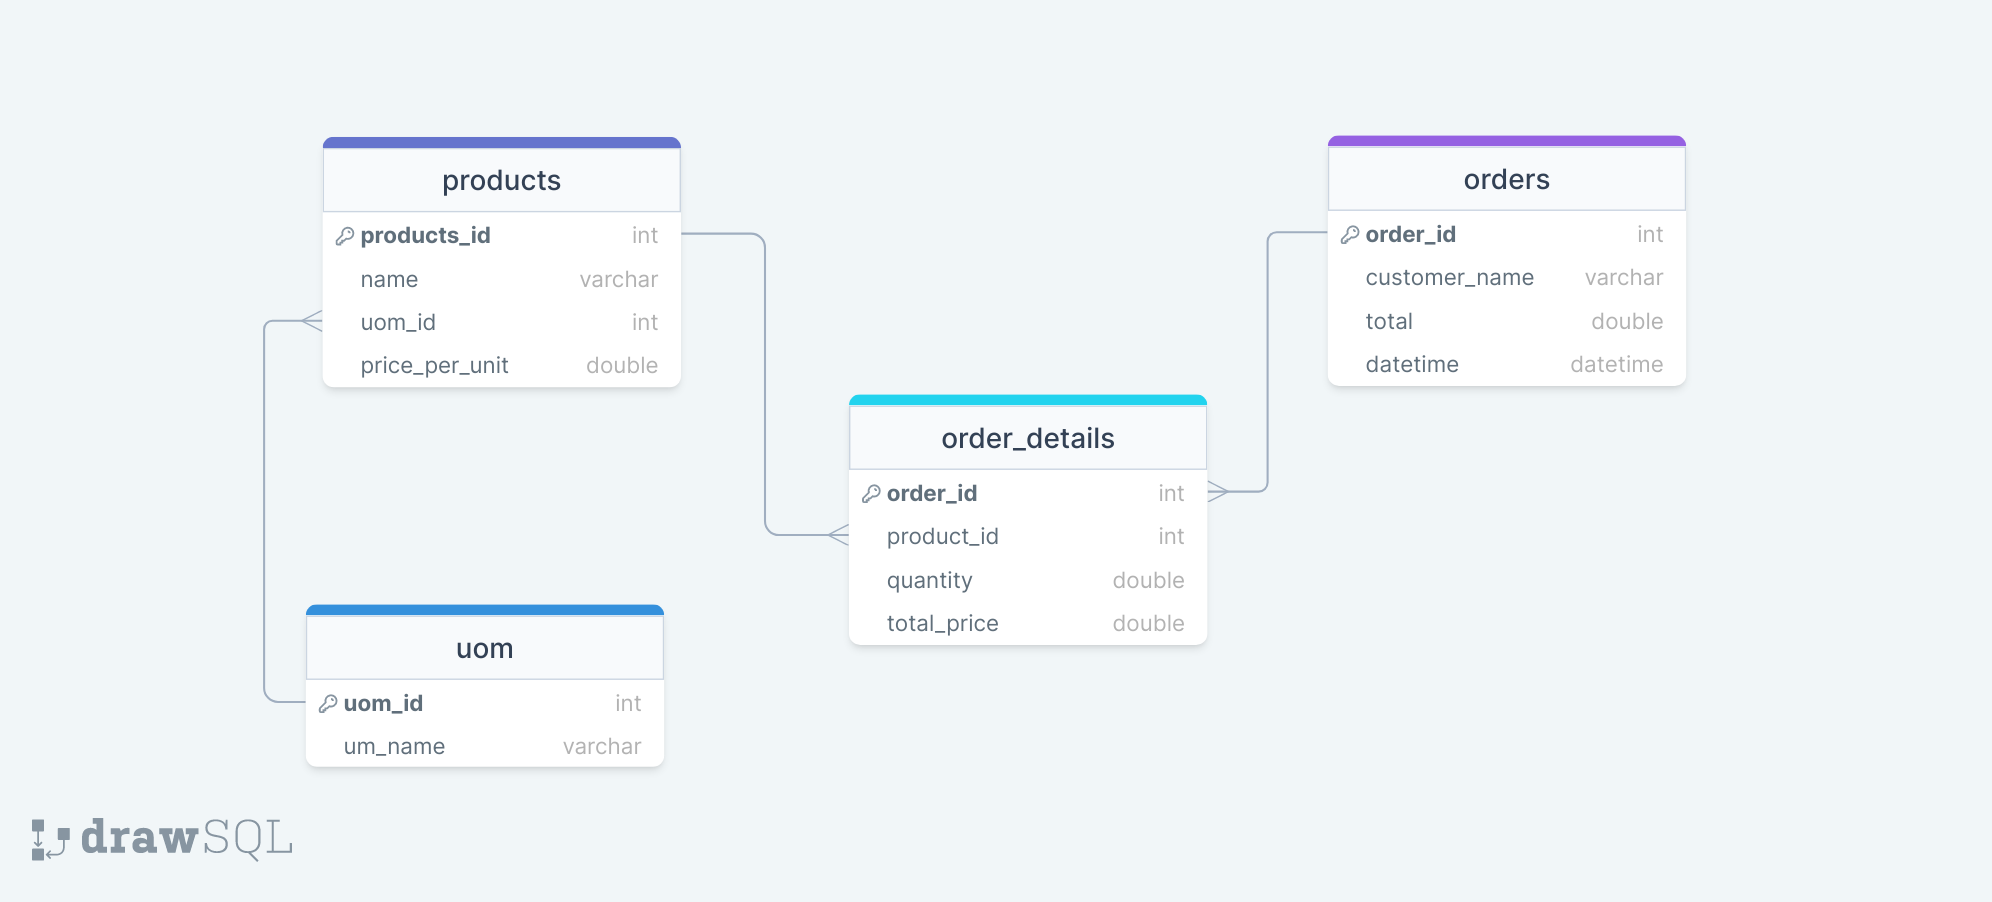 products
products_id int
name varchar
uom_id int
price_per_unit double
orders
order_id int
customer_name varchar
total double
datetime datetime
order_details
order_id int
product_id int
quantity double
total_price double
uom
uom_id int
um_name varchar
drawSQL